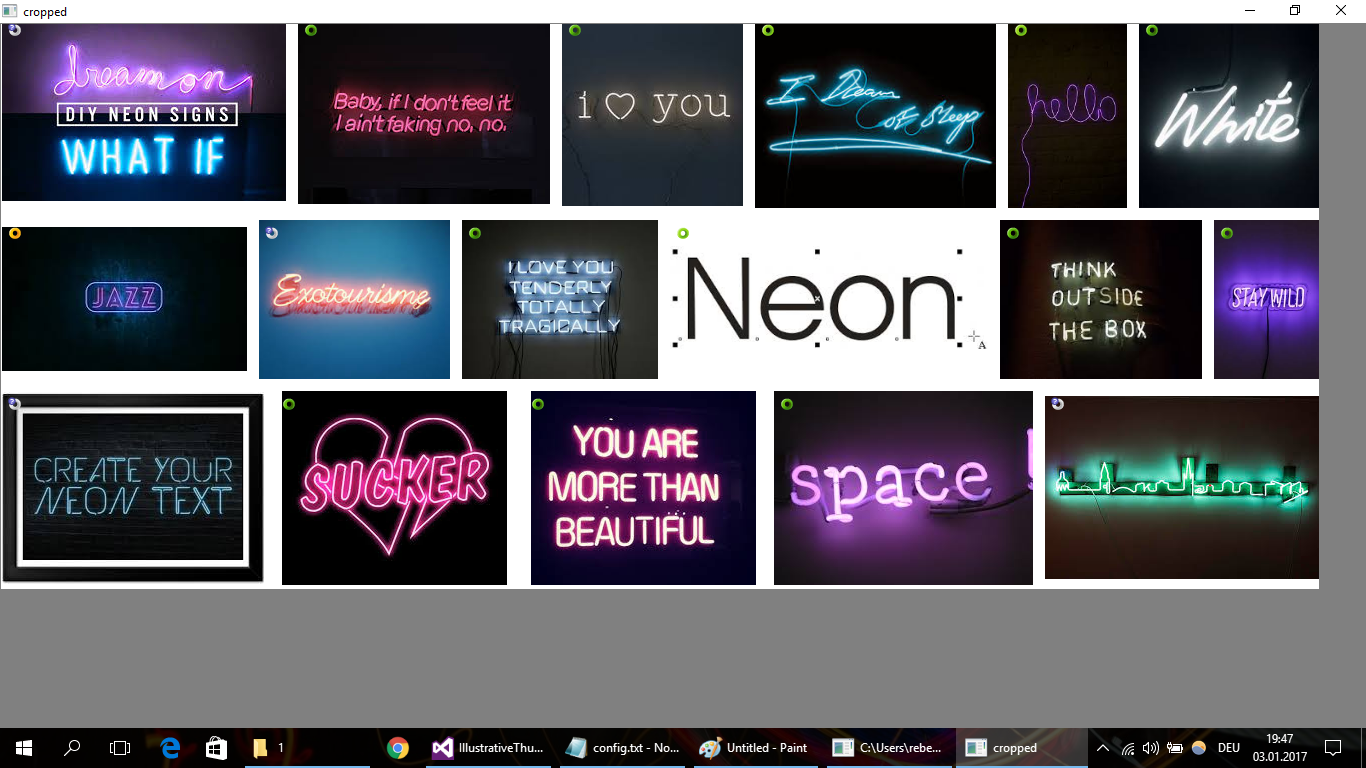 cropped
dream on
DIY NEON SIGNS
WHAT IF
Baby, if I don't feel it
I ain't faking no, no.
i ♡ you
I Dream
of Sleep
hello
White
JAZZ
Exotourisme
I LOVE YOU
TENDERLY
TOTALLY
TRAGICALLY
Neon
A
THINK
OUTSIDE
THE BOX
STAY WILD
CREATE YOUR
NEON TEXT
SUCKER
YOU ARE
MORE THAN
BEAUTIFUL
space
1
IllustrativeThu...
config.txt - No...
Untitled - Paint
C:\Users\rebe...
cropped
DEU
19:47
03.01.2017